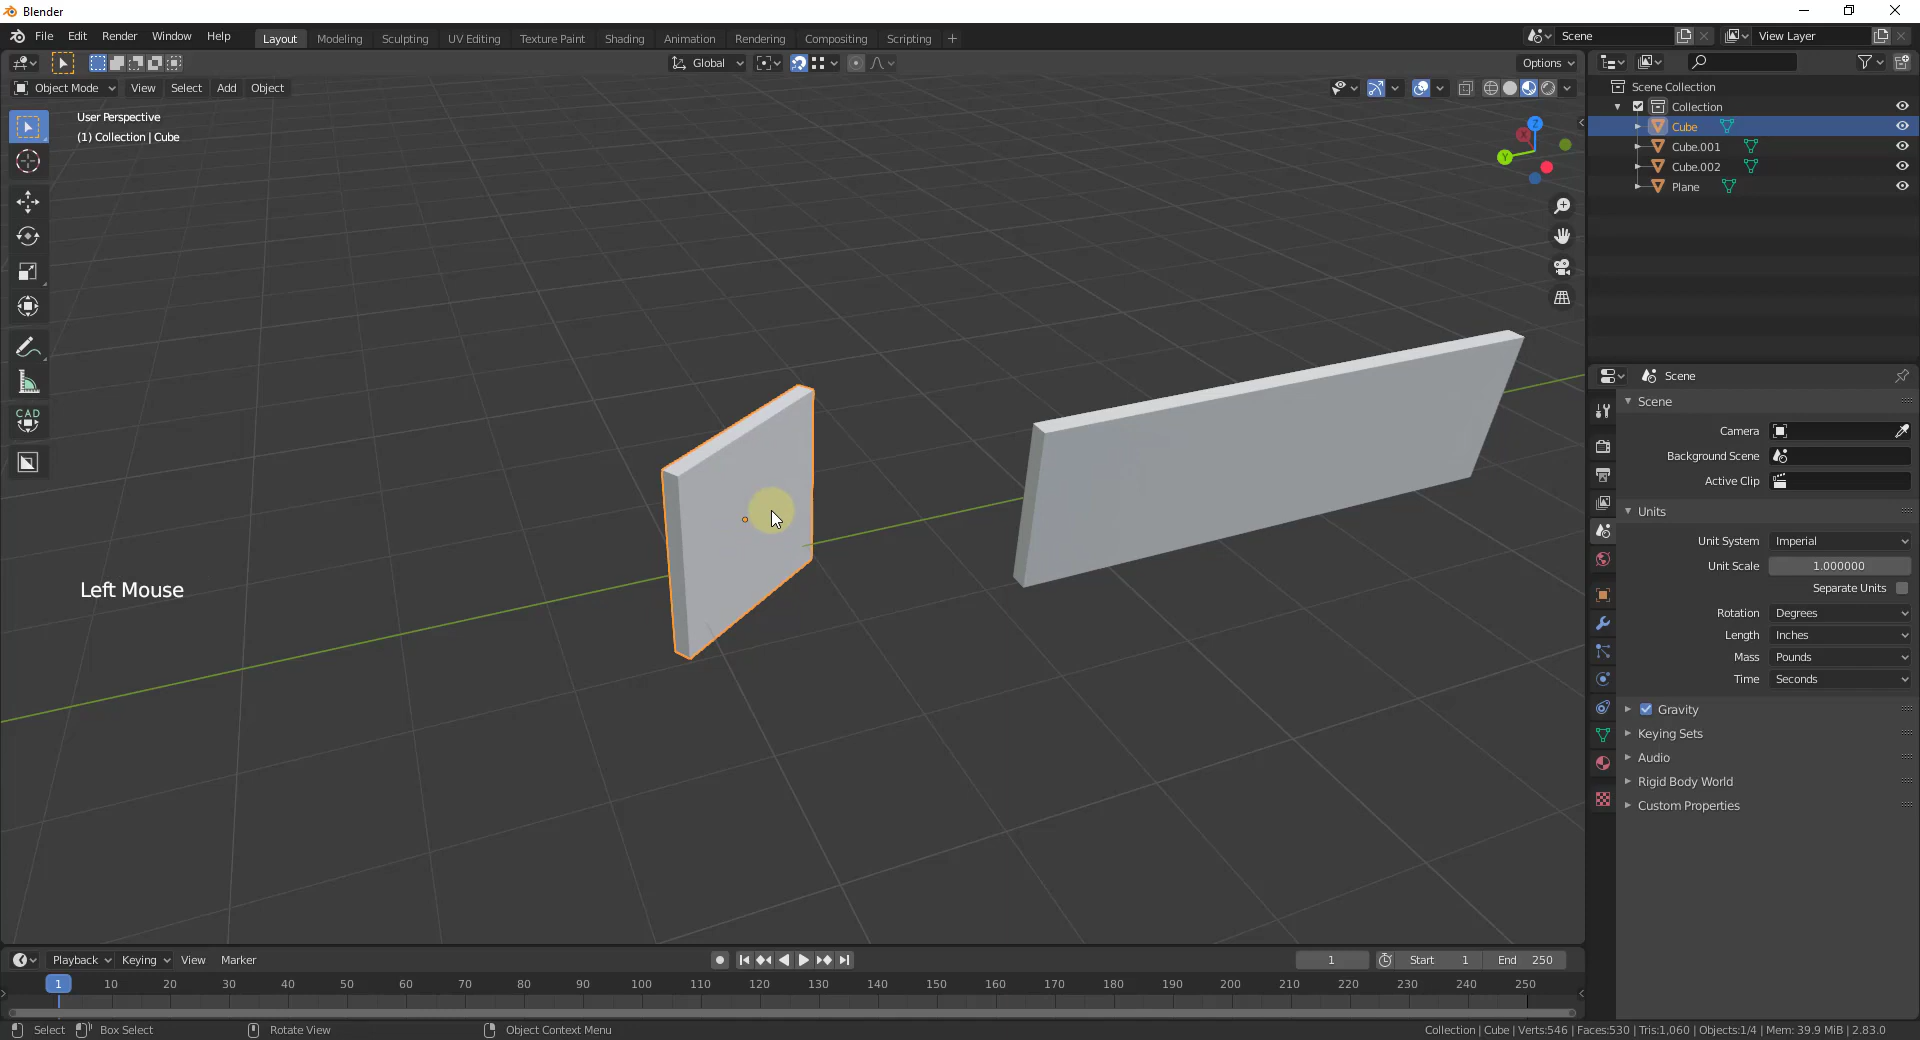 Blender
File Edit Render Window Help
Layout Modeling Sculpting UV Editing Texture Paint Shading Animation Rendering Compositing Scripting +
Scene
View Layer
Global
Options
Object Mode View Select Add Object
User Perspective
(1) Collection | Cube
Z
X
Y
CAD
Left Mouse
Scene Collection
Collection
Cube
Cube.001
Cube.002
Plane
Scene
Scene
Camera
Background Scene
Active Clip
Units
Unit System Imperial
Unit Scale 1.000000
Separate Units
Rotation Degrees
Length Inches
Mass Pounds
Time Seconds
Gravity
Keying Sets
Audio
Rigid Body World
Custom Properties
Playback Keying View Marker
1 Start 1 End 250
1 10 20 30 40 50 60 70 80 90 100 110 120 130 140 150 160 170 180 190 200 210 220 230 240 250
Select Box Select Rotate View Object Context Menu
Collection | Cube | Verts:546 | Faces:530 | Tris:1,060 | Objects:1/4 | Mem: 39.9 MiB | 2.83.0